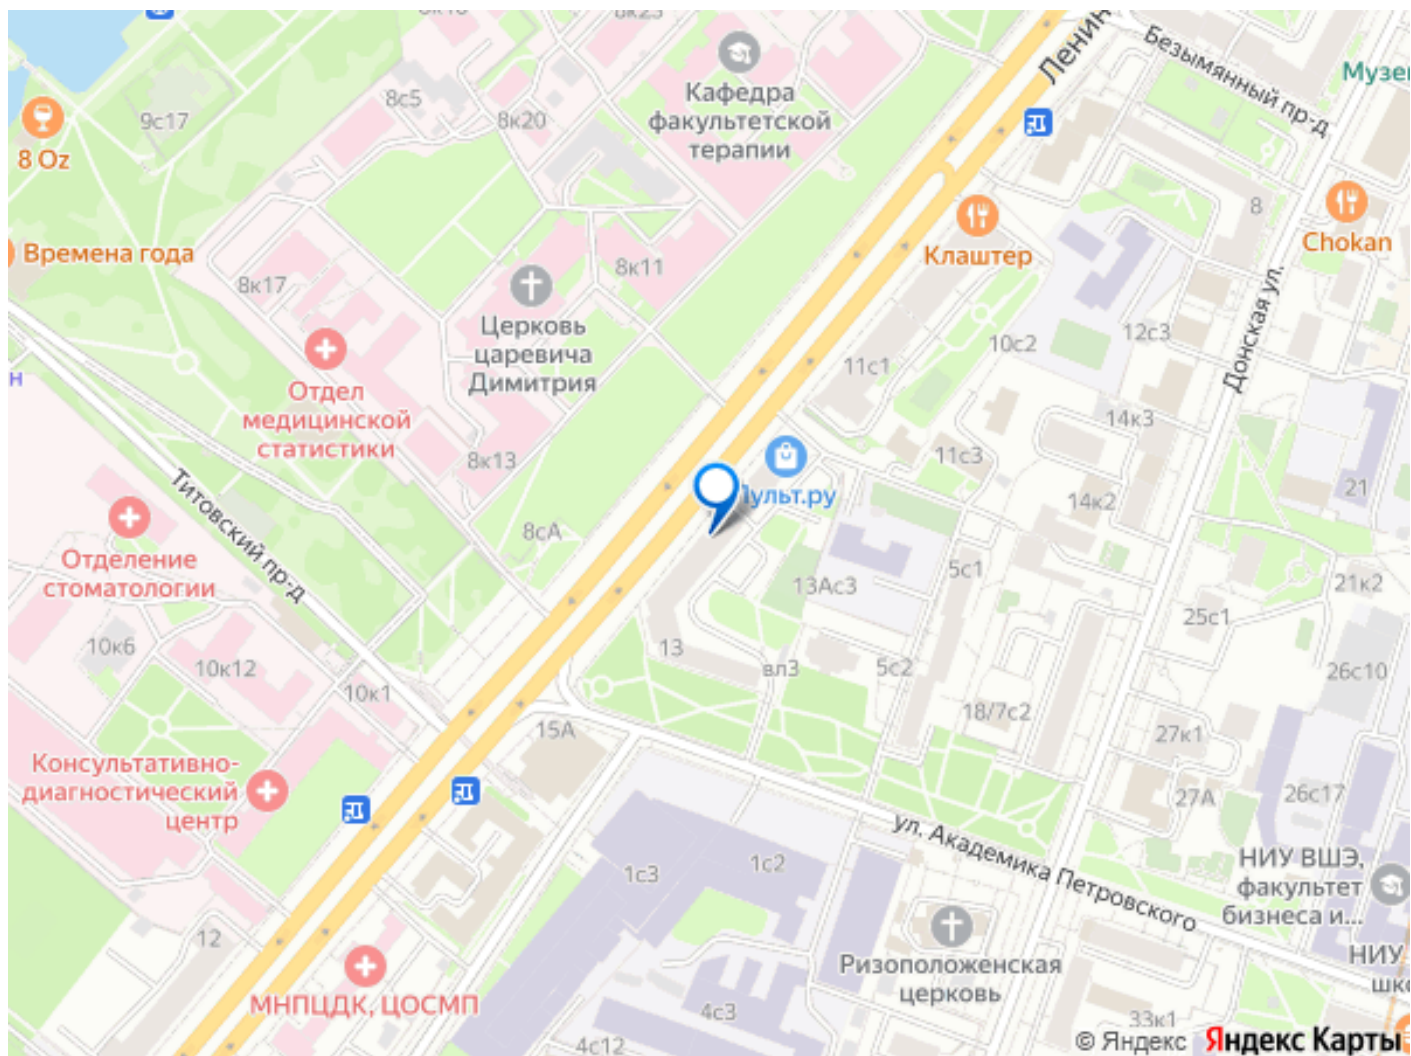 8к25
Безымянный пр-д
Музе
8с5
9с17
8к20
Кафедра
факультетской
терапии
8 Oz
Ленин
8
Chokan
Клаштер
Времена года
8к17
8к11
Церковь
царевича
Димитрия
Донская ул.
12с3
10с2
11с1
н
Отдел
медицинской
статистики
14к3
8к13
11с3
Пульт.ру
21
14к2
Титовский пр-д
8сА
Отделение
стоматологии
13Ас3
5с1
21к2
25с1
10к6
10к12
13
вл3
5с2
26с10
10к1
18/7с2
15А
27к1
Консультативно-
диагностический
центр
27А
26с17
ул. Академика Петровского
1с3
1с2
НИУ ВШЭ,
факультет
бизнеса и...
12
НИУ
шко
Ризоположенская
церковь
МНПЦДК, ЦОСМП
4с3
33к1
4с12
© Яндекс Яндекс Карты